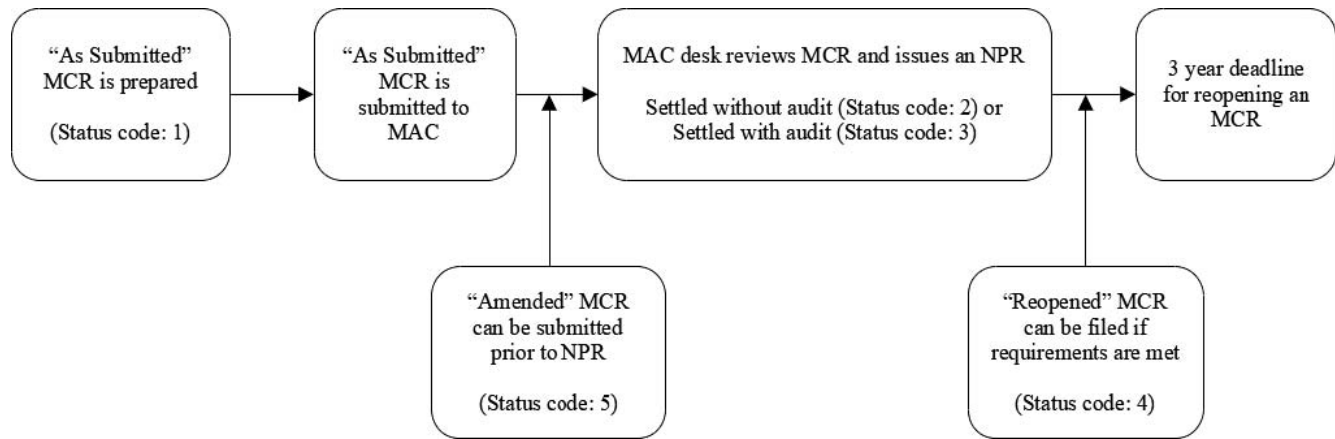 “As Submitted”
MCR is prepared
(Status code: 1)
“As Submitted”
MCR is
submitted to
MAC
MAC desk reviews MCR and issues an NPR
Settled without audit (Status code: 2) or
Settled with audit (Status code: 3)
3 year deadline
for reopening an
MCR
“Amended” MCR
can be submitted
prior to NPR
(Status code: 5)
“Reopened” MCR
can be filed if
requirements are met
(Status code: 4)